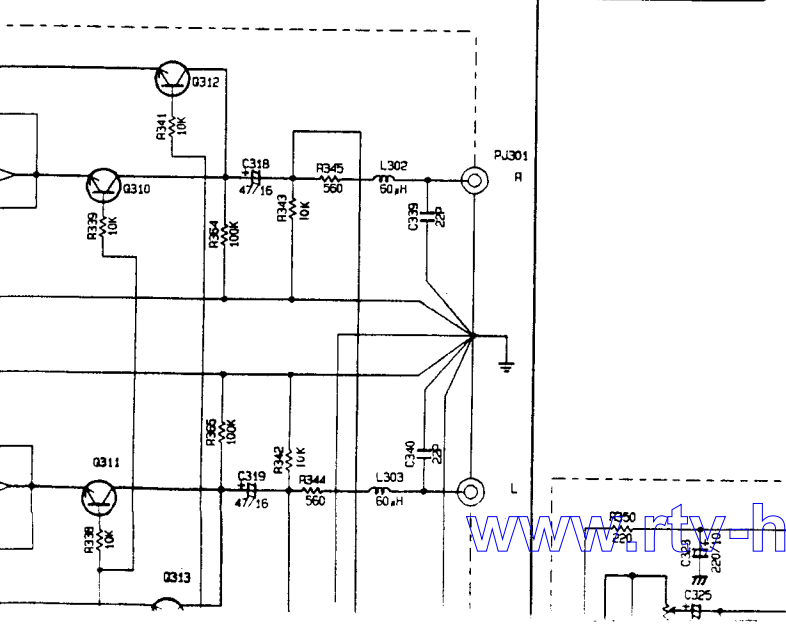 Q312
R341
10K
PJ301
R
C318
+
47/16
R345
560
L302
60µH
Q310
R339
10K
R364
100K
R343
10K
C339
22P
R365
100K
R342
10K
C340
22P
Q311
C319
+
47/16
R344
560
L303
60µH
L
R338
10K
Q313
R350
220
www.rtv-h
C328
+
220/10
C325
+